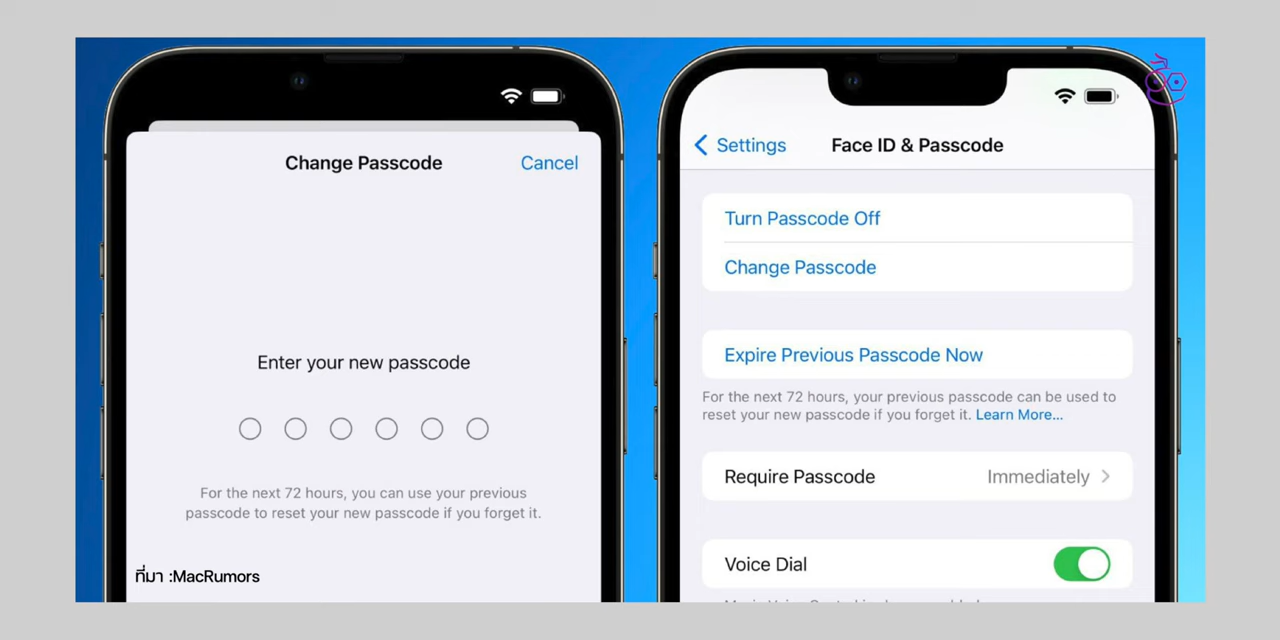 Change Passcode
Cancel
Enter your new passcode
For the next 72 hours, you can use your previous
passcode to reset your new passcode if you forget it.
ที่มา :MacRumors
Settings
Face ID & Passcode
Turn Passcode Off
Change Passcode
Expire Previous Passcode Now
For the next 72 hours, your previous passcode can be used to
reset your new passcode if you forget it. Learn More...
Require Passcode
Immediately
Voice Dial